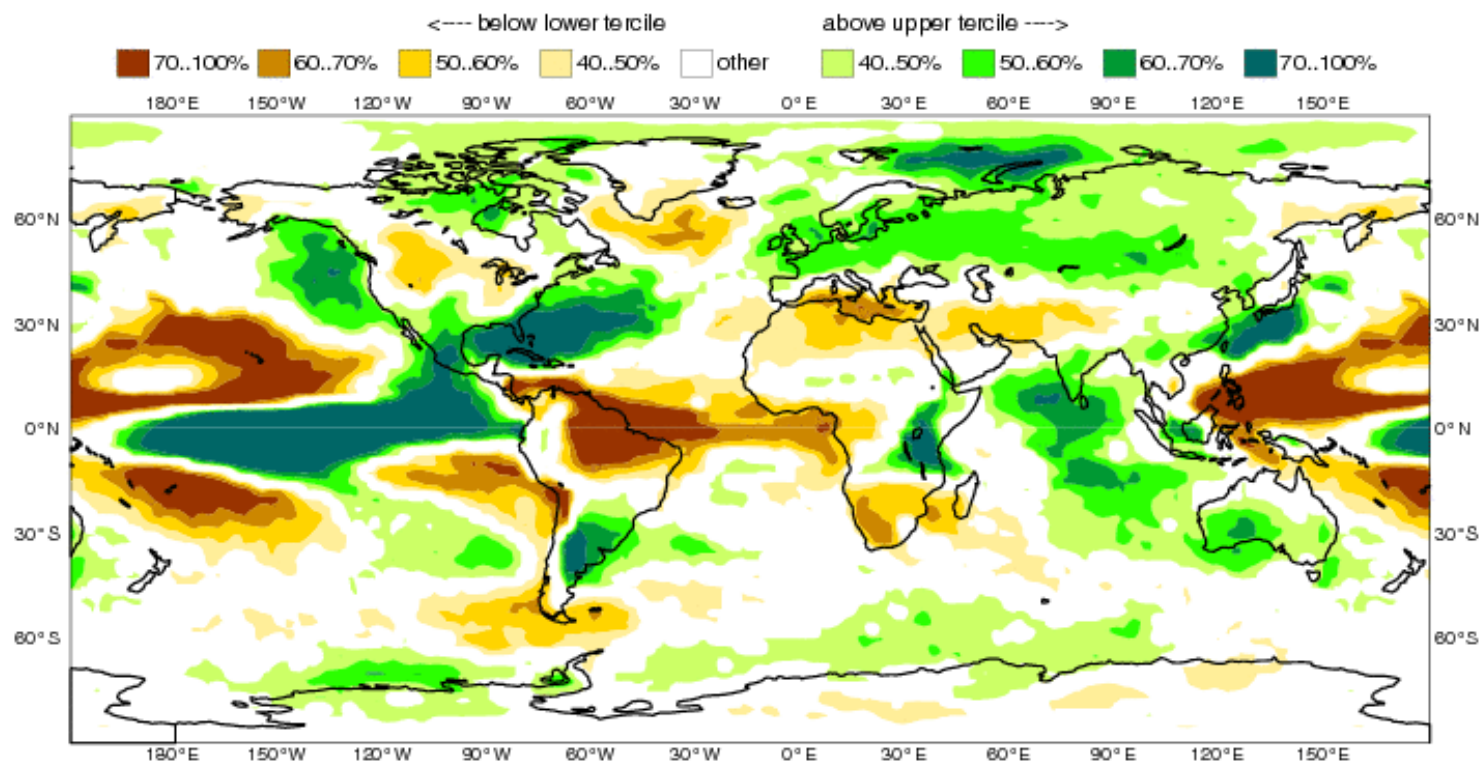 <---- below lower tercile above upper tercile ---->
70..100% 60..70% 50..60% 40..50% other 40..50% 50..60% 60..70% 70..100%
180°E 150°W 120°W 90°W 60°W 30°W 0°E 30°E 60°E 90°E 120°E 150°E
60°N 60°N
30°N 30°N
0°N 0°N
30°S 30°S
60°S 60°S
180°E 150°W 120°W 90°W 60°W 30°W 0°E 30°E 60°E 90°E 120°E 150°E